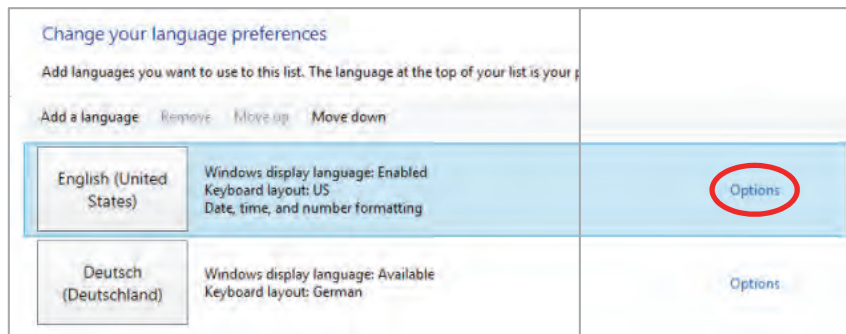 Change your language preferences
Add languages you want to use to this list. The language at the top of your list is your
Add a language Remove Move up Move down
English (United States)
Windows display language: Enabled
Keyboard layout: US
Date, time, and number formatting
Options
Deutsch
(Deutschland)
Windows display language: Available
Keyboard layout: German
Options